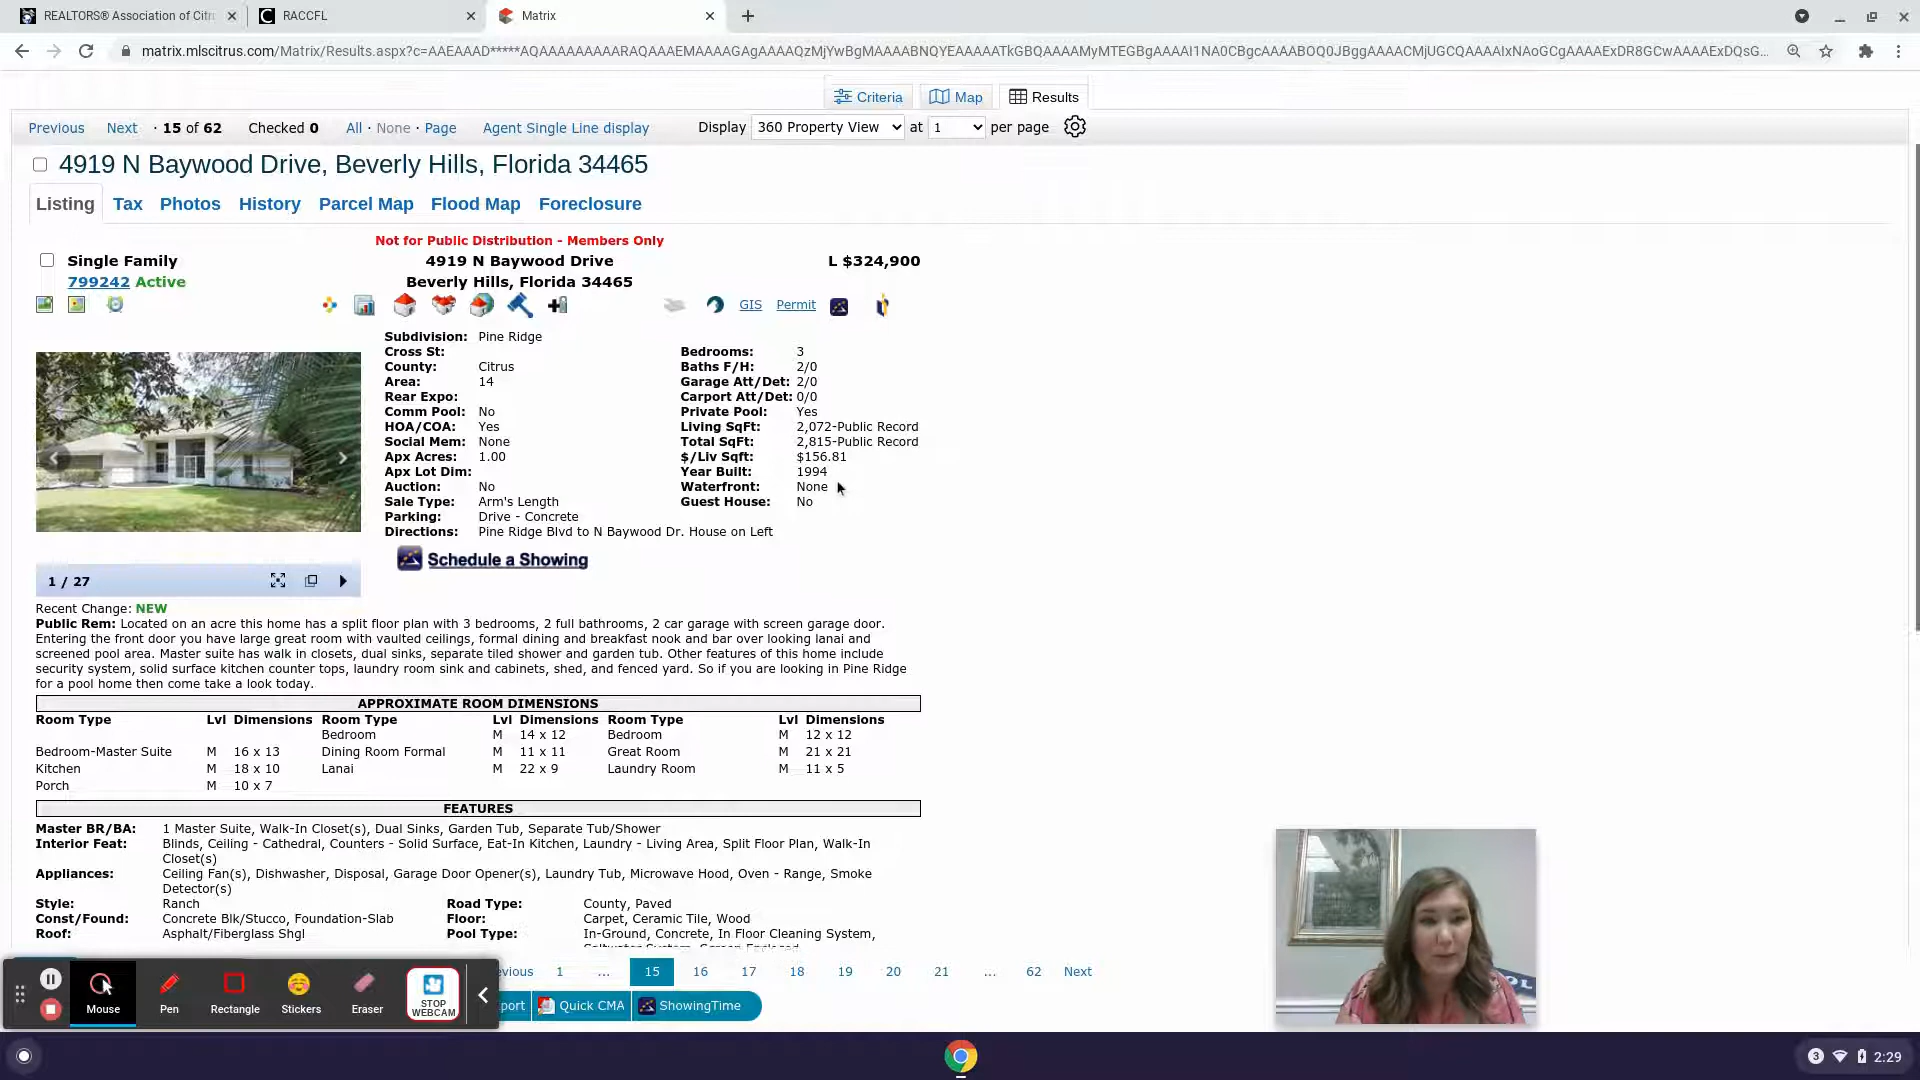 REALTORS® Association of Citr
RACCFL
Matrix
matrix.mlscitrus.com/Matrix/Results.aspx?c=AAEAAAD*****AQAAAAAAAAARAQAAAEMAAAAGAgAAAAQzMjYwBgMAAAABNQYEAAAAATkGBQAAAAMyMTEGBgAAAAI1NA0CBgcAAAABOQ0JBggAAAACMjUGCQAAAAIxNAoGCgAAAAExDR8GCwAAAAExDQsG...
Criteria Map Results
Previous Next · 15 of 62 Checked 0 All · None · Page Agent Single Line display Display 360 Property View at 1 per page
4919 N Baywood Drive, Beverly Hills, Florida 34465
Listing Tax Photos History Parcel Map Flood Map Foreclosure
Not for Public Distribution - Members Only
Single Family 4919 N Baywood Drive L $324,900
799242 Active Beverly Hills, Florida 34465
GIS Permit
Subdivision: Pine Ridge
Cross St: Bedrooms: 3
County: Citrus Baths F/H: 2/0
Area: 14 Garage Att/Det: 2/0
Rear Expo: Carport Att/Det: 0/0
Comm Pool: No Private Pool: Yes
HOA/COA: Yes Living SqFt: 2,072-Public Record
Social Mem: None Total SqFt: 2,815-Public Record
Apx Acres: 1.00 $/Liv Sqft: $156.81
Apx Lot Dim: Year Built: 1994
Auction: No Waterfront: None
Sale Type: Arm's Length Guest House: No
Parking: Drive - Concrete
Directions: Pine Ridge Blvd to N Baywood Dr. House on Left
Schedule a Showing
1 / 27
Recent Change: NEW
Public Rem: Located on an acre this home has a split floor plan with 3 bedrooms, 2 full bathrooms, 2 car garage with screen garage door.
Entering the front door you have large great room with vaulted ceilings, formal dining and breakfast nook and bar over looking lanai and
screened pool area. Master suite has walk in closets, dual sinks, separate tiled shower and garden tub. Other features of this home include
security system, solid surface kitchen counter tops, laundry room sink and cabinets, shed, and fenced yard. So if you are looking in Pine Ridge
for a pool home then come take a look today.
APPROXIMATE ROOM DIMENSIONS
Room Type Lvl Dimensions Room Type Lvl Dimensions Room Type Lvl Dimensions
Bedroom M 14 x 12 Bedroom M 12 x 12
Bedroom-Master Suite M 16 x 13 Dining Room Formal M 11 x 11 Great Room M 21 x 21
Kitchen M 18 x 10 Lanai M 22 x 9 Laundry Room M 11 x 5
Porch M 10 x 7
FEATURES
Master BR/BA: 1 Master Suite, Walk-In Closet(s), Dual Sinks, Garden Tub, Separate Tub/Shower
Interior Feat: Blinds, Ceiling - Cathedral, Counters - Solid Surface, Eat-In Kitchen, Laundry - Living Area, Split Floor Plan, Walk-In
Closet(s)
Appliances: Ceiling Fan(s), Dishwasher, Disposal, Garage Door Opener(s), Laundry Tub, Microwave Hood, Oven - Range, Smoke
Detector(s)
Style: Ranch Road Type: County, Paved
Const/Found: Concrete Blk/Stucco, Foundation-Slab Floor: Carpet, Ceramic Tile, Wood
Roof: Asphalt/Fiberglass Shgl Pool Type: In-Ground, Concrete, In Floor Cleaning System,
evious 1 ... 15 16 17 18 19 20 21 ... 62 Next
port Quick CMA ShowingTime
Mouse Pen Rectangle Stickers Eraser STOP
WEBCAM
3 2:29